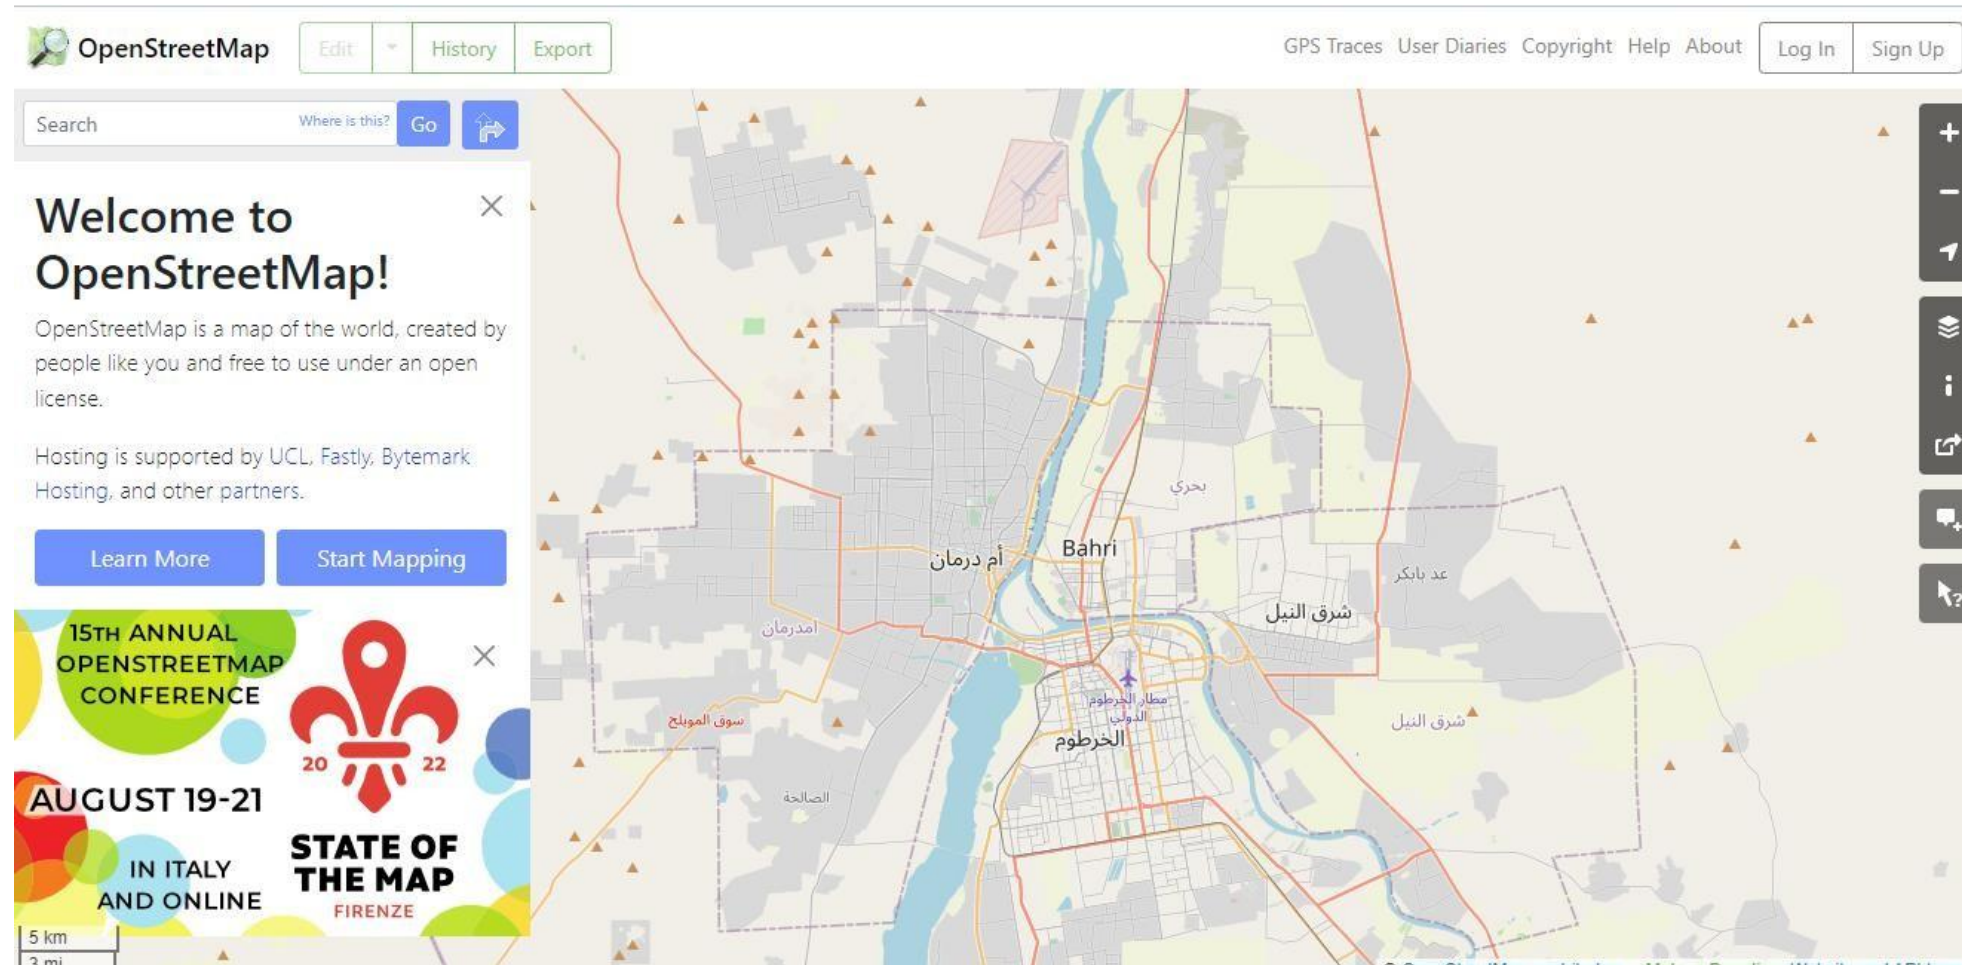 OpenStreetMap
Edit
History
Export
GPS Traces
User Diaries
Copyright
Help
About
Log In
Sign Up
Search
Where is this?
Go
Welcome to
OpenStreetMap!
OpenStreetMap is a map of the world, created by
people like you and free to use under an open
license.
Hosting is supported by UCL, Fastly, Bytemark
Hosting, and other partners.
Learn More
Start Mapping
15TH ANNUAL
OPENSTREETMAP
CONFERENCE
AUGUST 19-21
IN ITALY
AND ONLINE
20 22
STATE OF
THE MAP
FIRENZE
5 km
3 mi
بحري
Bahri
أم درمان
عد بابكر
شرق النيل
امدرمان
مطار الخرطوم
الدولي
سوق المويلح
شرق النيل
الخرطوم
الصالحة